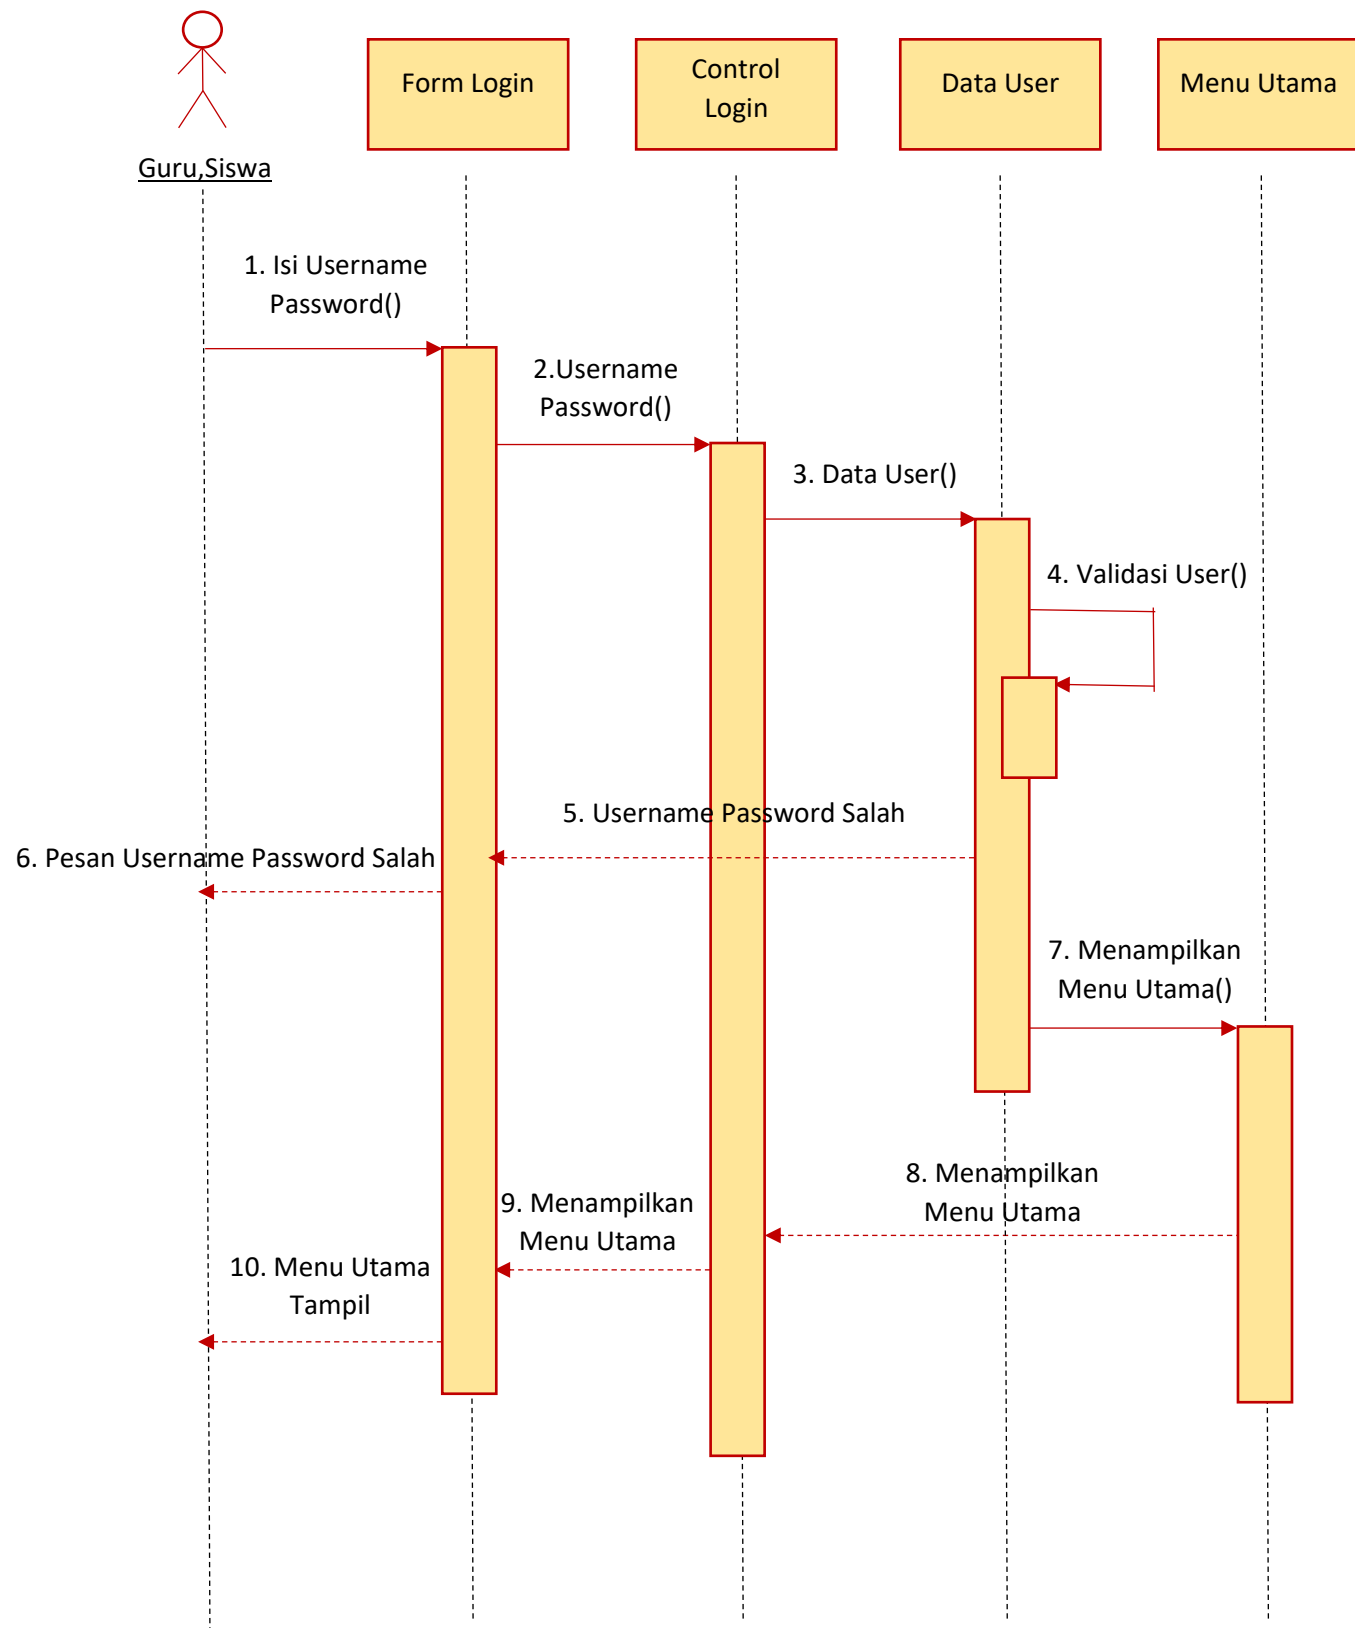 Form Login
Control
Login
Data User
Menu Utama
Guru,Siswa
1. Isi Username
Password()
2.Username
Password()
3. Data User()
4. Validasi User()
5. Username Password Salah
6. Pesan Username Password Salah
7. Menampilkan
Menu Utama()
8. Menampilkan
Menu Utama
9. Menampilkan
Menu Utama
10. Menu Utama
Tampil